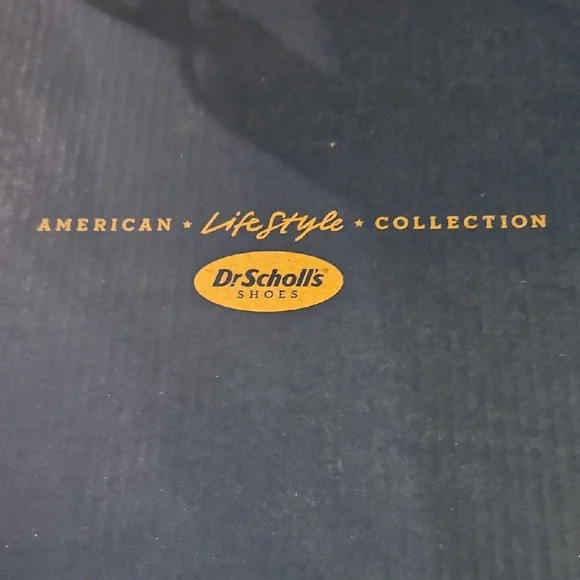 AMERICAN ★ LifeStyle ★ COLLECTION
Dr.Scholl's®
SHOES